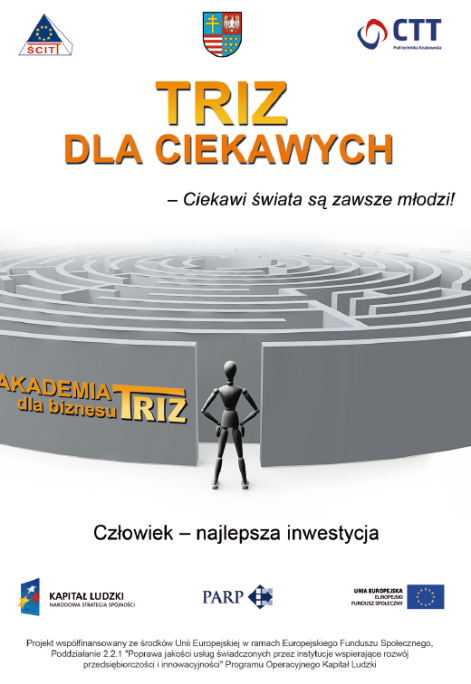 ŚCITT
CTT
Politechnika Krakowska
TRIZ
DLA CIEKAWYCH
– Ciekawi świata są zawsze młodzi!
AKADEMIA
dla biznesu TRIZ
Człowiek – najlepsza inwestycja
KAPITAŁ LUDZKI
NARODOWA STRATEGIA SPÓJNOŚCI
PARP
UNIA EUROPEJSKA
EUROPEJSKI
FUNDUSZ SPOŁECZNY
Projekt współfinansowany ze środków Unii Europejskiej w ramach Europejskiego Funduszu Społecznego,
Poddziałanie 2.2.1 "Poprawa jakości usług świadczonych przez instytucje wspierające rozwój
przedsiębiorczości i innowacyjności" Programu Operacyjnego Kapitał Ludzki